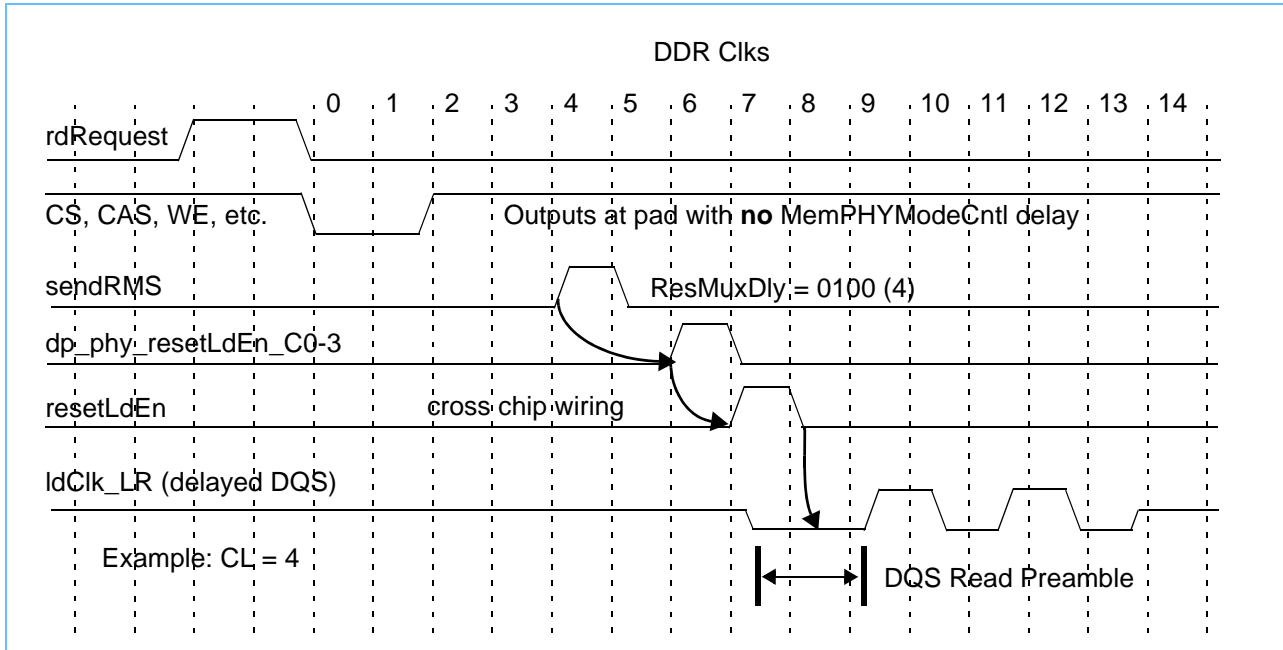 DDR Clks
0 1 2 3 4 5 6 7 8 9 10 11 12 13 14
rdRequest
CS, CAS, WE, etc.
Outputs at pad with no MemPHYModeCntl delay
sendRMS
ResMuxDly = 0100 (4)
dp_phy_resetLdEn_C0-3
resetLdEn
cross chip wiring
ldClk_LR (delayed DQS)
Example: CL = 4
DQS Read Preamble